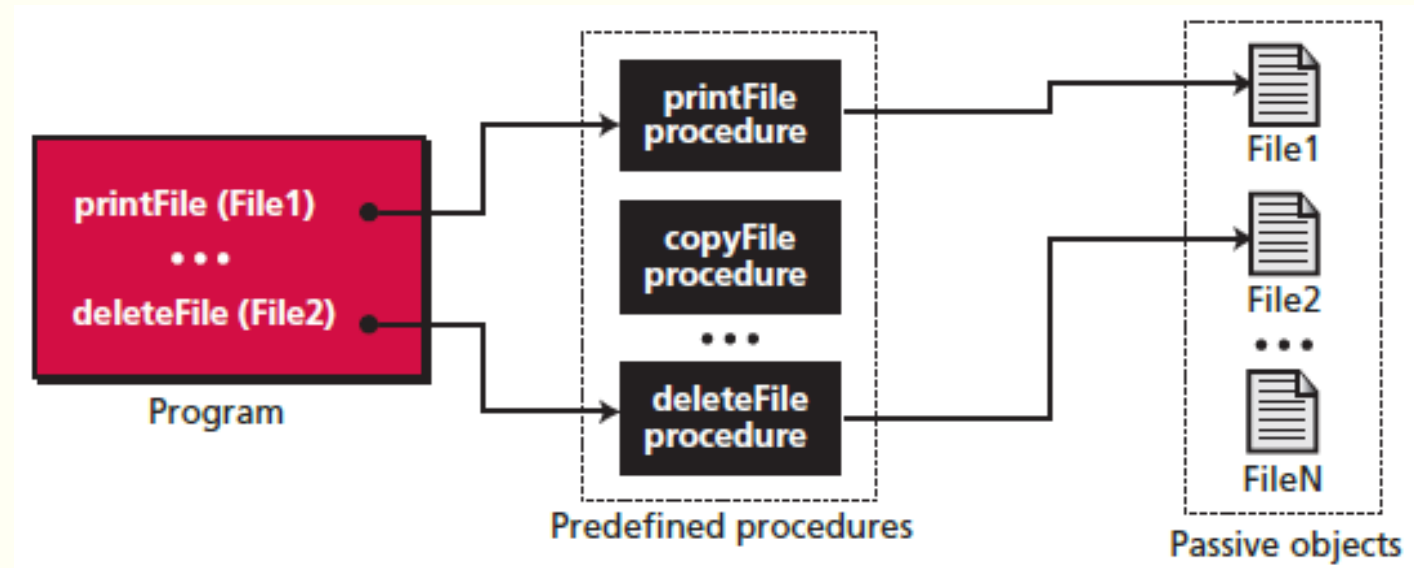 printFile (File1)
•••
deleteFile (File2)
Program
printFile
procedure
copyFile
procedure
•••
deleteFile
procedure
Predefined procedures
File1
File2
•••
FileN
Passive objects